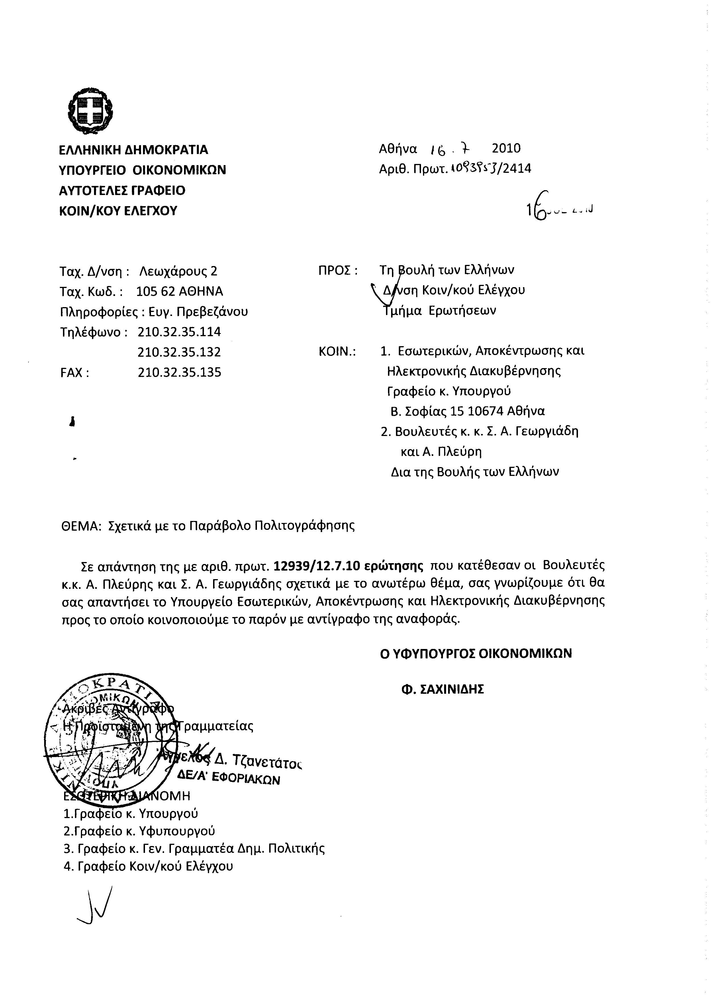 ΕΛΛΗΝΙΚΗ ΔΗΜΟΚΡΑΤΙΑ
ΥΠΟΥΡΓΕΙΟ ΟΙΚΟΝΟΜΙΚΩΝ
ΑΥΤΟΤΕΛΕΣ ΓΡΑΦΕΙΟ
ΚΟΙΝ/ΚΟΥ ΕΛΕΓΧΟΥ
Αθήνα 16 . 7 2010
Αριθ. Πρωτ. /2414
16
Ταχ. Δ/νση : Λεωχάρους 2
Ταχ. Κωδ. : 105 62 ΑΘΗΝΑ
Πληροφορίες : Ευγ. Πρεβεζάνου
Τηλέφωνο : 210.32.35.114
210.32.35.132
FAX : 210.32.35.135
ΠΡΟΣ : Τη Βουλή των Ελλήνων
Δ/νση Κοιν/κού Ελέγχου
Τμήμα Ερωτήσεων
ΚΟΙΝ.: 1. Εσωτερικών, Αποκέντρωσης και
Ηλεκτρονικής Διακυβέρνησης
Γραφείο κ. Υπουργού
Β. Σοφίας 15 10674 Αθήνα
2. Βουλευτές κ. κ. Σ. Α. Γεωργιάδη
και Α. Πλεύρη
Δια της Βουλής των Ελλήνων
ΘΕΜΑ: Σχετικά με το Παράβολο Πολιτογράφησης
Σε απάντηση της με αριθ. πρωτ. 12939/12.7.10 ερώτησης που κατέθεσαν οι Βουλευτές
κ.κ. Α. Πλεύρης και Σ. Α. Γεωργιάδης σχετικά με το ανωτέρω θέμα, σας γνωρίζουμε ότι θα
σας απαντήσει το Υπουργείο Εσωτερικών, Αποκέντρωσης και Ηλεκτρονικής Διακυβέρνησης
προς το οποίο κοινοποιούμε το παρόν με αντίγραφο της αναφοράς.
Ο ΥΦΥΠΟΥΡΓΟΣ ΟΙΚΟΝΟΜΙΚΩΝ
Φ. ΣΑΧΙΝΙΔΗΣ
Ακριβές Αντίγραφο
Η Προϊσταμένη της Γραμματείας
Άγγελος Δ. Τζανετάτος
ΔΕ/Α' ΕΦΟΡΙΑΚΩΝ
ΕΣΩΤΕΡΙΚΗ ΔΙΑΝΟΜΗ
1.Γραφείο κ. Υπουργού
2.Γραφείο κ. Υφυπουργού
3. Γραφείο κ. Γεν. Γραμματέα Δημ. Πολιτικής
4. Γραφείο Κοιν/κού Ελέγχου